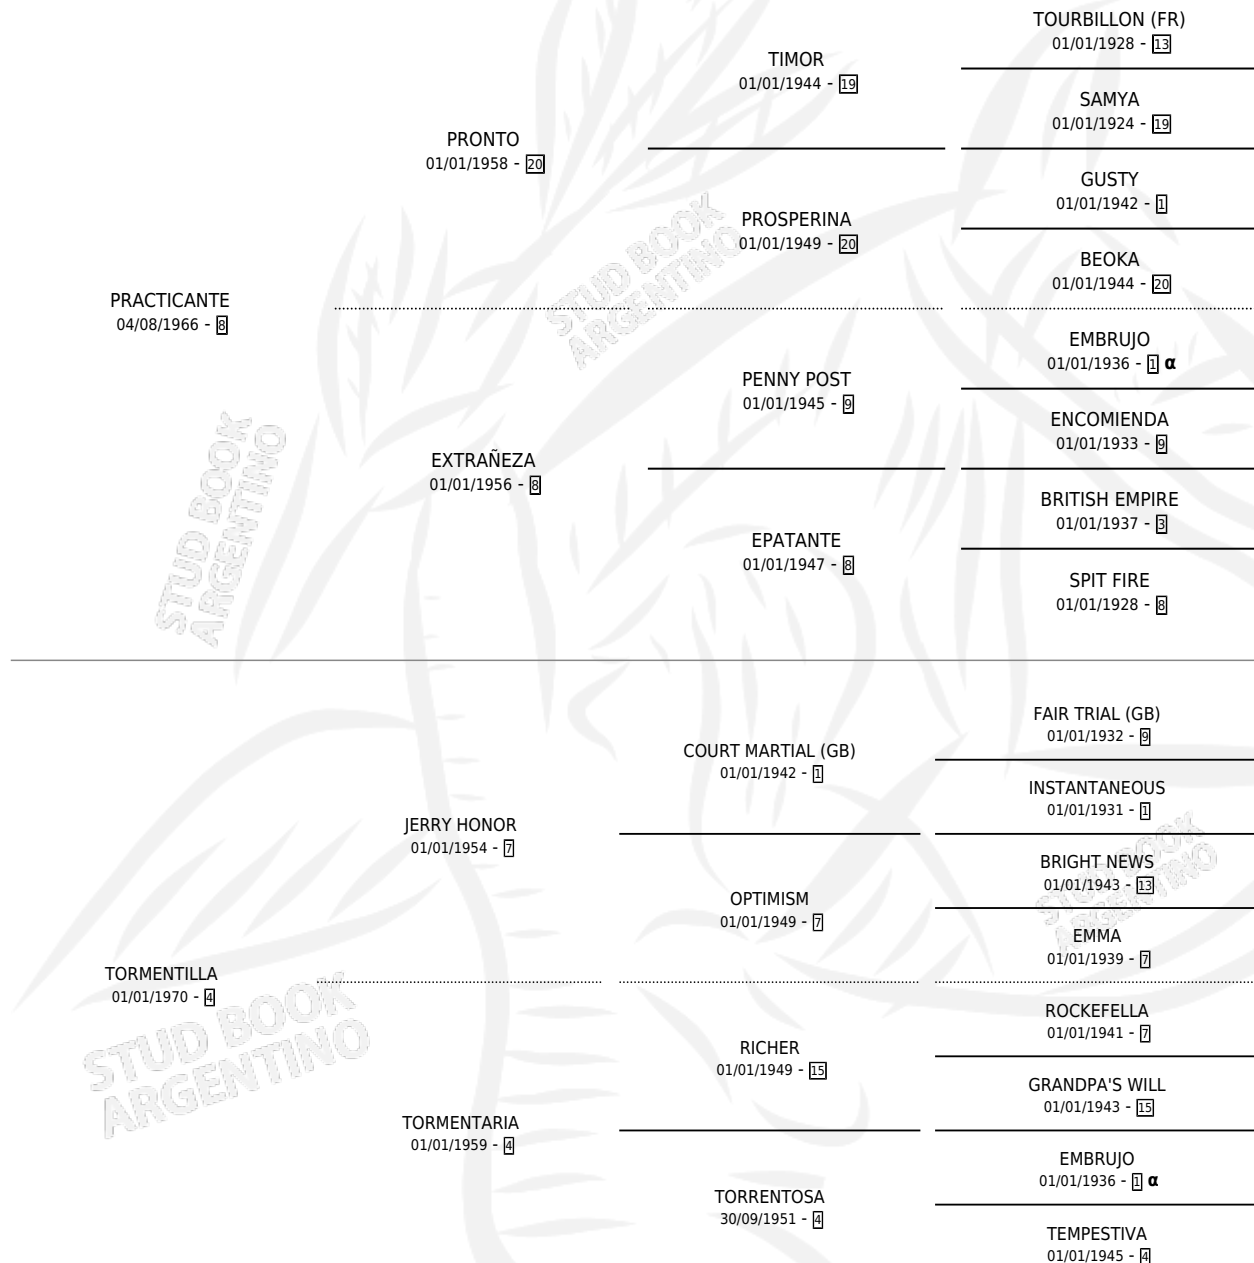 TOURBILLON (FR)
01/01/1928 - 13
TIMOR
01/01/1944 - 19
SAMYA
01/01/1924 - 19
PRONTO
01/01/1958 - 20
GUSTY
01/01/1942 - 1
PROSPERINA
01/01/1949 - 20
BEOKA
01/01/1944 - 20
PRACTICANTE
04/08/1966 - 8
EMBRUJO
01/01/1936 - 1 α
PENNY POST
01/01/1945 - 9
ENCOMIENDA
01/01/1933 - 9
EXTRAÑEZA
01/01/1956 - 8
BRITISH EMPIRE
01/01/1937 - 3
EPATANTE
01/01/1947 - 8
SPIT FIRE
01/01/1928 - 8
FAIR TRIAL (GB)
01/01/1932 - 9
COURT MARTIAL (GB)
01/01/1942 - 1
INSTANTANEOUS
01/01/1931 - 1
JERRY HONOR
01/01/1954 - 7
BRIGHT NEWS
01/01/1943 - 13
OPTIMISM
01/01/1949 - 7
EMMA
01/01/1939 - 7
TORMENTILLA
01/01/1970 - 4
ROCKEFELLA
01/01/1941 - 7
RICHER
01/01/1949 - 15
GRANDPA'S WILL
01/01/1943 - 15
TORMENTARIA
01/01/1959 - 4
EMBRUJO
01/01/1936 - 1 α
TORRENTOSA
30/09/1951 - 4
TEMPESTIVA
01/01/1945 - 4
STUD BOOK
ARGENTINO
STUD BOOK
ARGENTINO
STUD BOOK
ARGENTINO
STUD BOOK
ARGENTINO